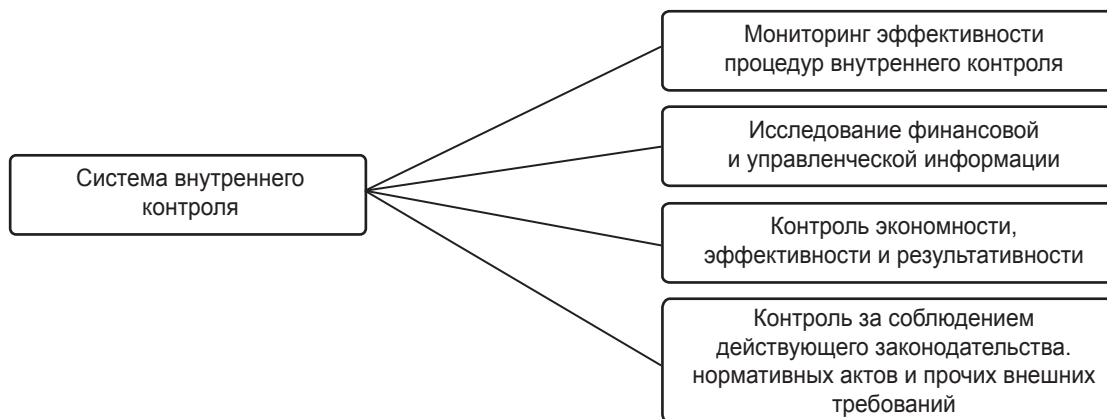 Система внутреннего
контроля
Мониторинг эффективности
процедур внутреннего контроля
Исследование финансовой
и управленческой информации
Контроль экономности,
эффективности и результативности
Контроль за соблюдением
действующего законодательства.
нормативных актов и прочих внешних
требований